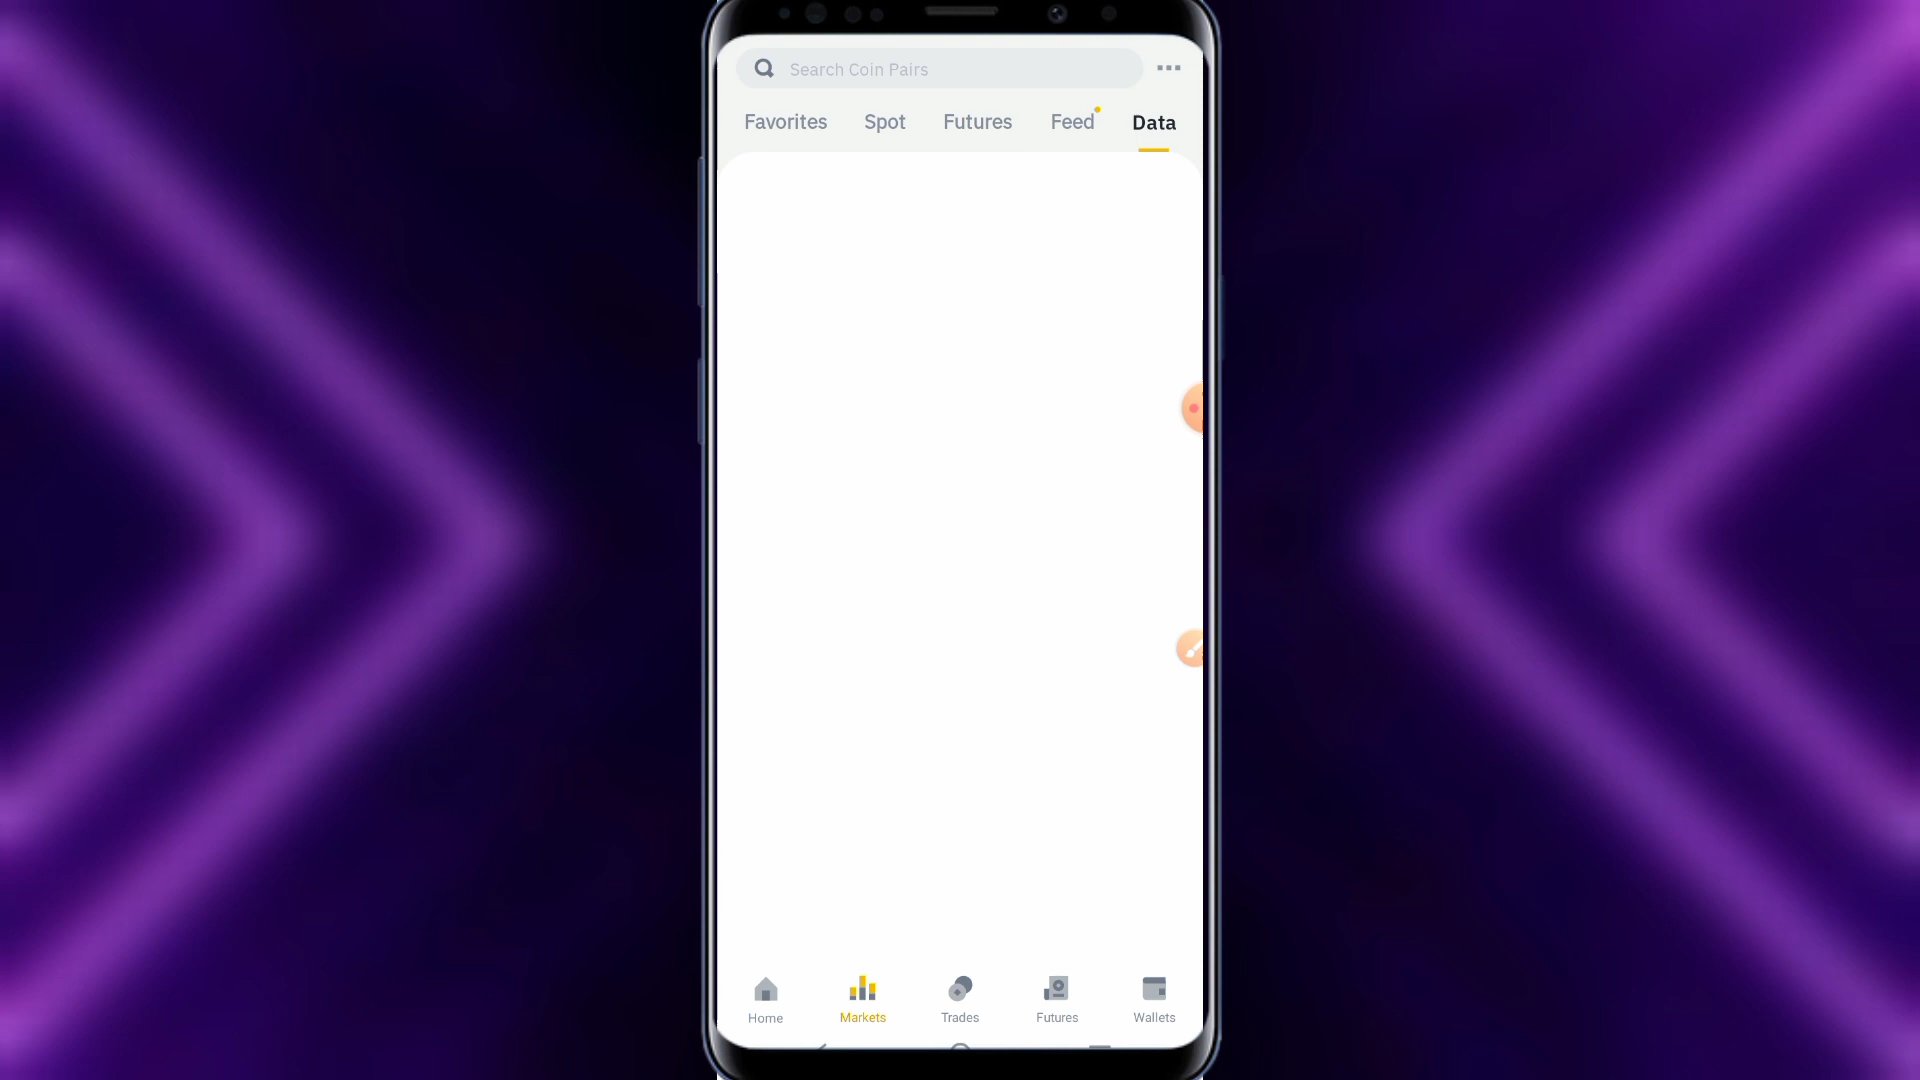 Search Coin Pairs
Favorites Spot Futures Feed Data
Home Markets Trades Futures Wallets